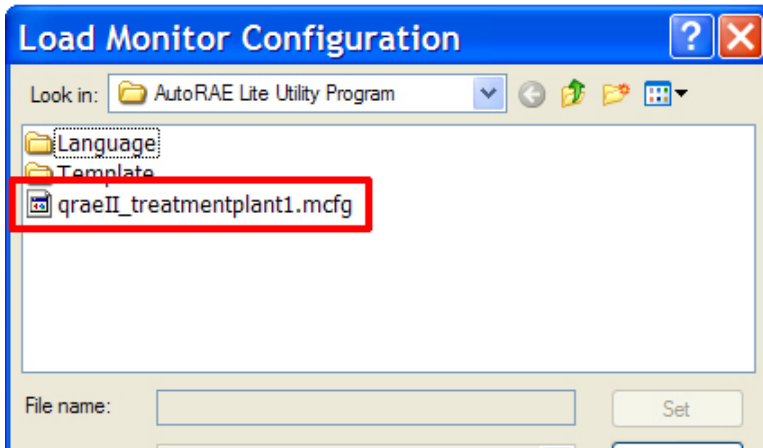 Load Monitor Configuration
Look in: AutoRAE Lite Utility Program
Language
Template
qraeII_treatmentplant1.mcfg
File name:
Set